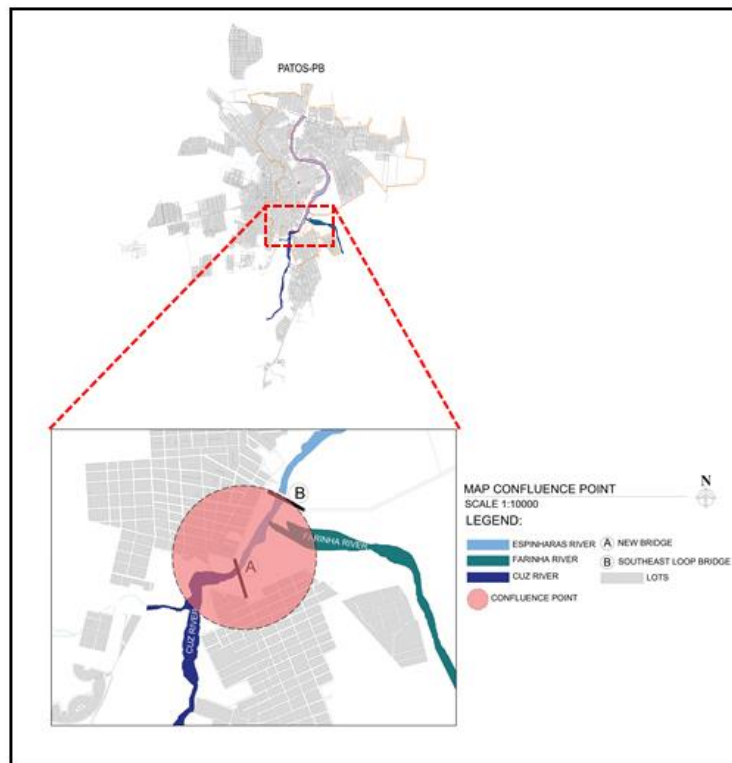 PATOS-PB
B
FARINHA RIVER
A
CUZ RIVER
N
MAP CONFLUENCE POINT
SCALE 1:10000
LEGEND:
ESPINHARAS RIVER
FARINHA RIVER
CUZ RIVER
CONFLUENCE POINT
A NEW BRIDGE
B SOUTHEAST LOOP BRIDGE
LOTS